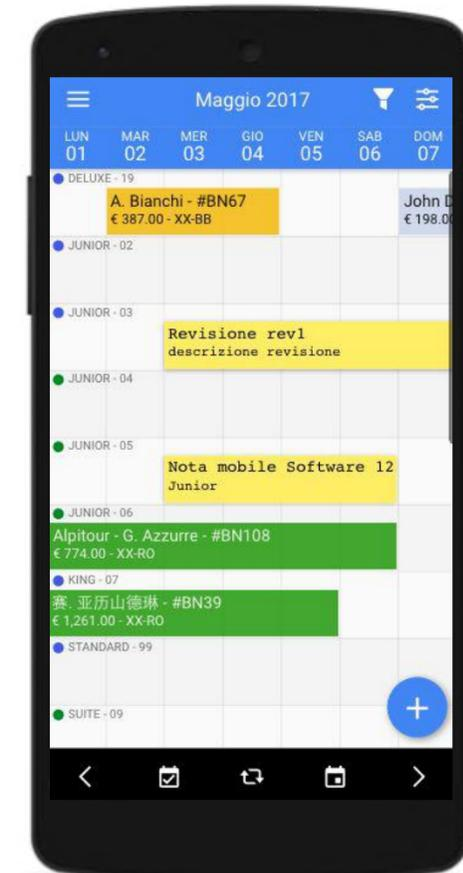 Maggio 2017
LUN MAR MER GIO VEN SAB DOM
01 02 03 04 05 06 07
DELUXE - 19
A. Bianchi - #BN67
€ 387.00 - XX-BB
John D
€ 198.0
JUNIOR - 02
JUNIOR - 03
Revisione rev1
descrizione revisione
JUNIOR - 04
JUNIOR - 05
Nota mobile Software 12
Junior
JUNIOR - 06
Alpitour - G. Azzurre - #BN108
€ 774.00 - XX-RO
KING - 07
赛. 亚历山德琳 - #BN39
€ 1,261.00 - XX-RO
STANDARD - 99
SUITE - 09